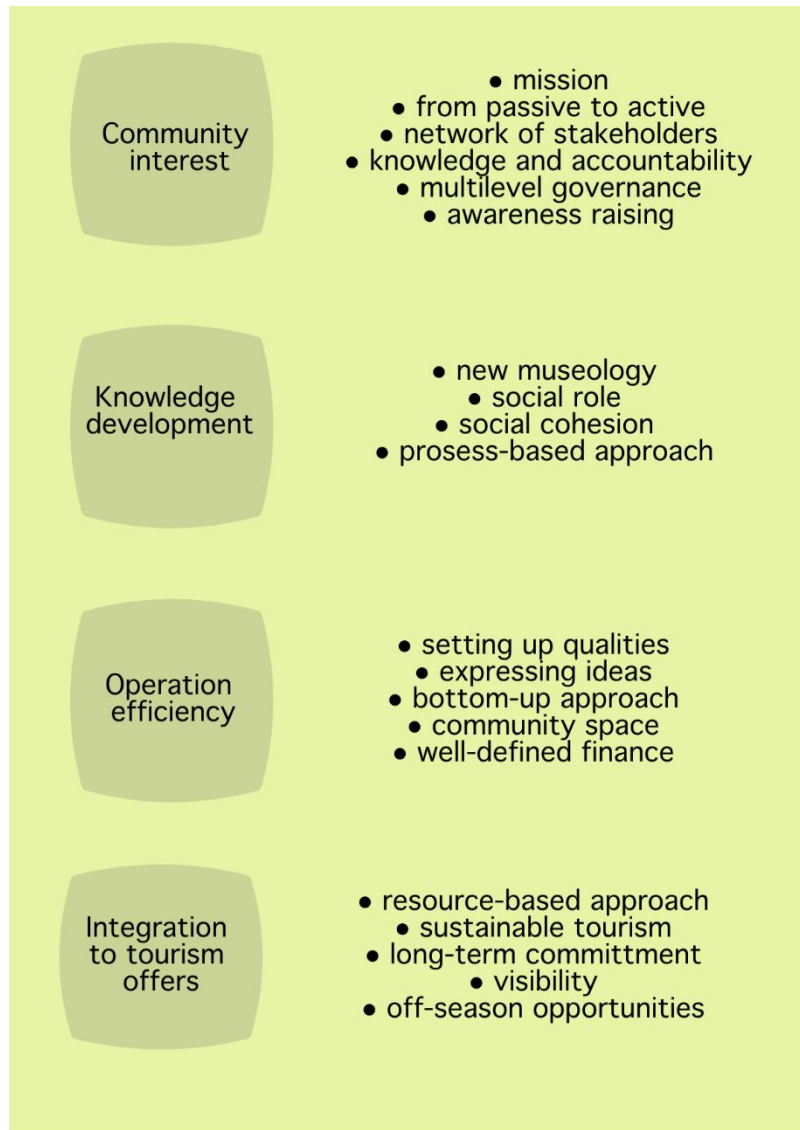 Community
interest
● mission
● from passive to active
● network of stakeholders
● knowledge and accountability
● multilevel governance
● awareness raising
Knowledge
development
● new museology
● social role
● social cohesion
● prosess-based approach
Operation
efficiency
● setting up qualities
● expressing ideas
● bottom-up approach
● community space
● well-defined finance
Integration
to tourism
offers
● resource-based approach
● sustainable tourism
● long-term committment
● visibility
● off-season opportunities